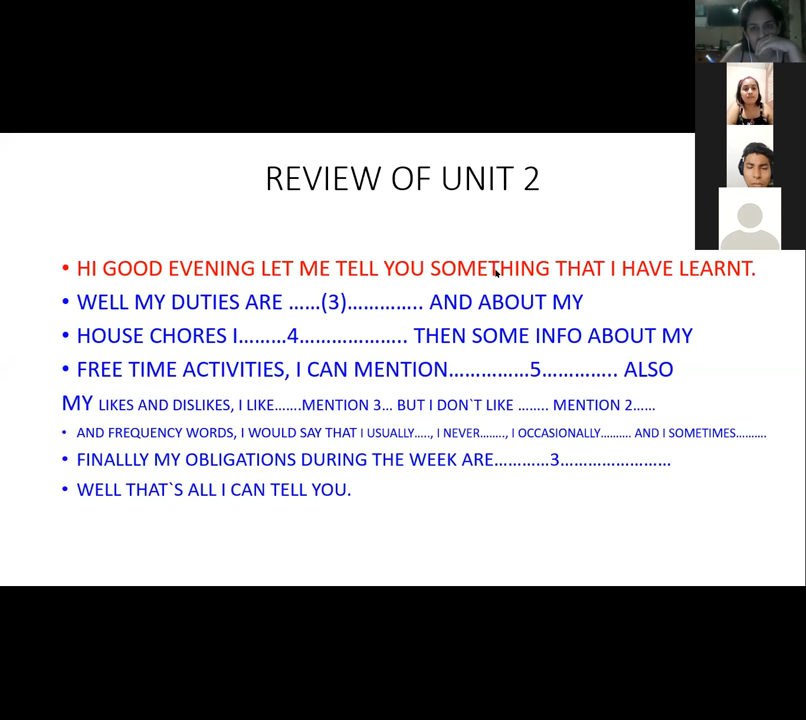 REVIEW OF UNIT 2
• HI GOOD EVENING LET ME TELL YOU SOMETHING THAT I HAVE LEARNT.
• WELL MY DUTIES ARE ……(3)………….. AND ABOUT MY
• HOUSE CHORES I………4……………….. THEN SOME INFO ABOUT MY
• FREE TIME ACTIVITIES, I CAN MENTION……………5………….. ALSO
MY LIKES AND DISLIKES, I LIKE…….MENTION 3… BUT I DON`T LIKE …….. MENTION 2……
• AND FREQUENCY WORDS, I WOULD SAY THAT I USUALLY….., I NEVER…….., I OCCASIONALLY………. AND I SOMETIMES……….
• FINALLLY MY OBLIGATIONS DURING THE WEEK ARE………..3……………………
• WELL THAT`S ALL I CAN TELL YOU.